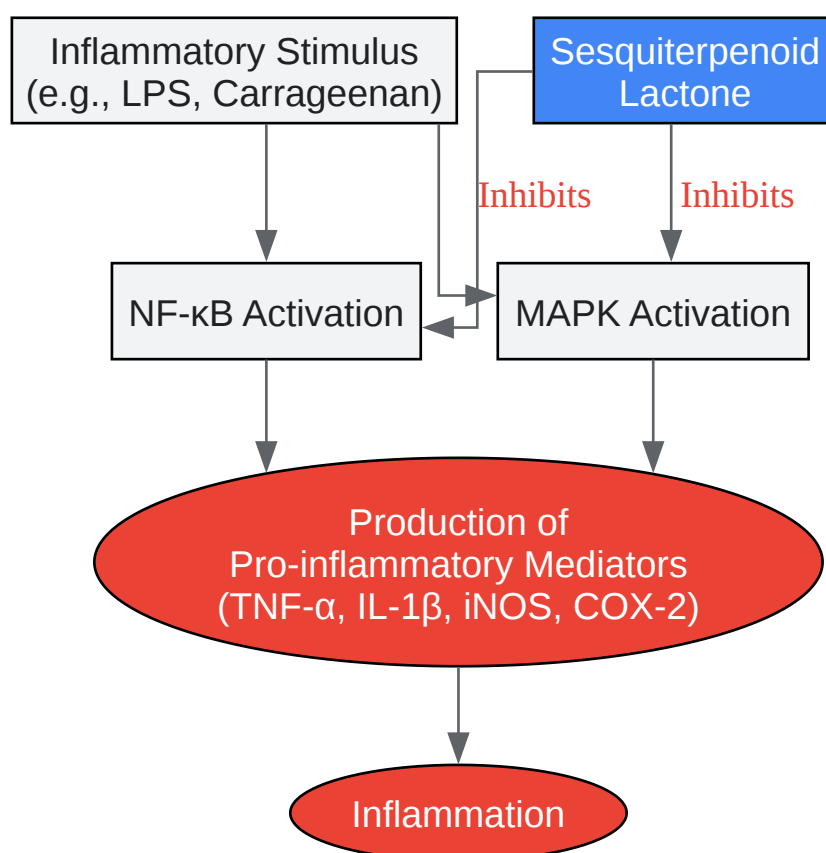 Inflammatory Stimulus
(e.g., LPS, Carrageenan)
Sesquiterpenoid
Lactone
Inhibits
Inhibits
NF-κB Activation
MAPK Activation
Production of
Pro-inflammatory Mediators
(TNF-α, IL-1β, iNOS, COX-2)
Inflammation